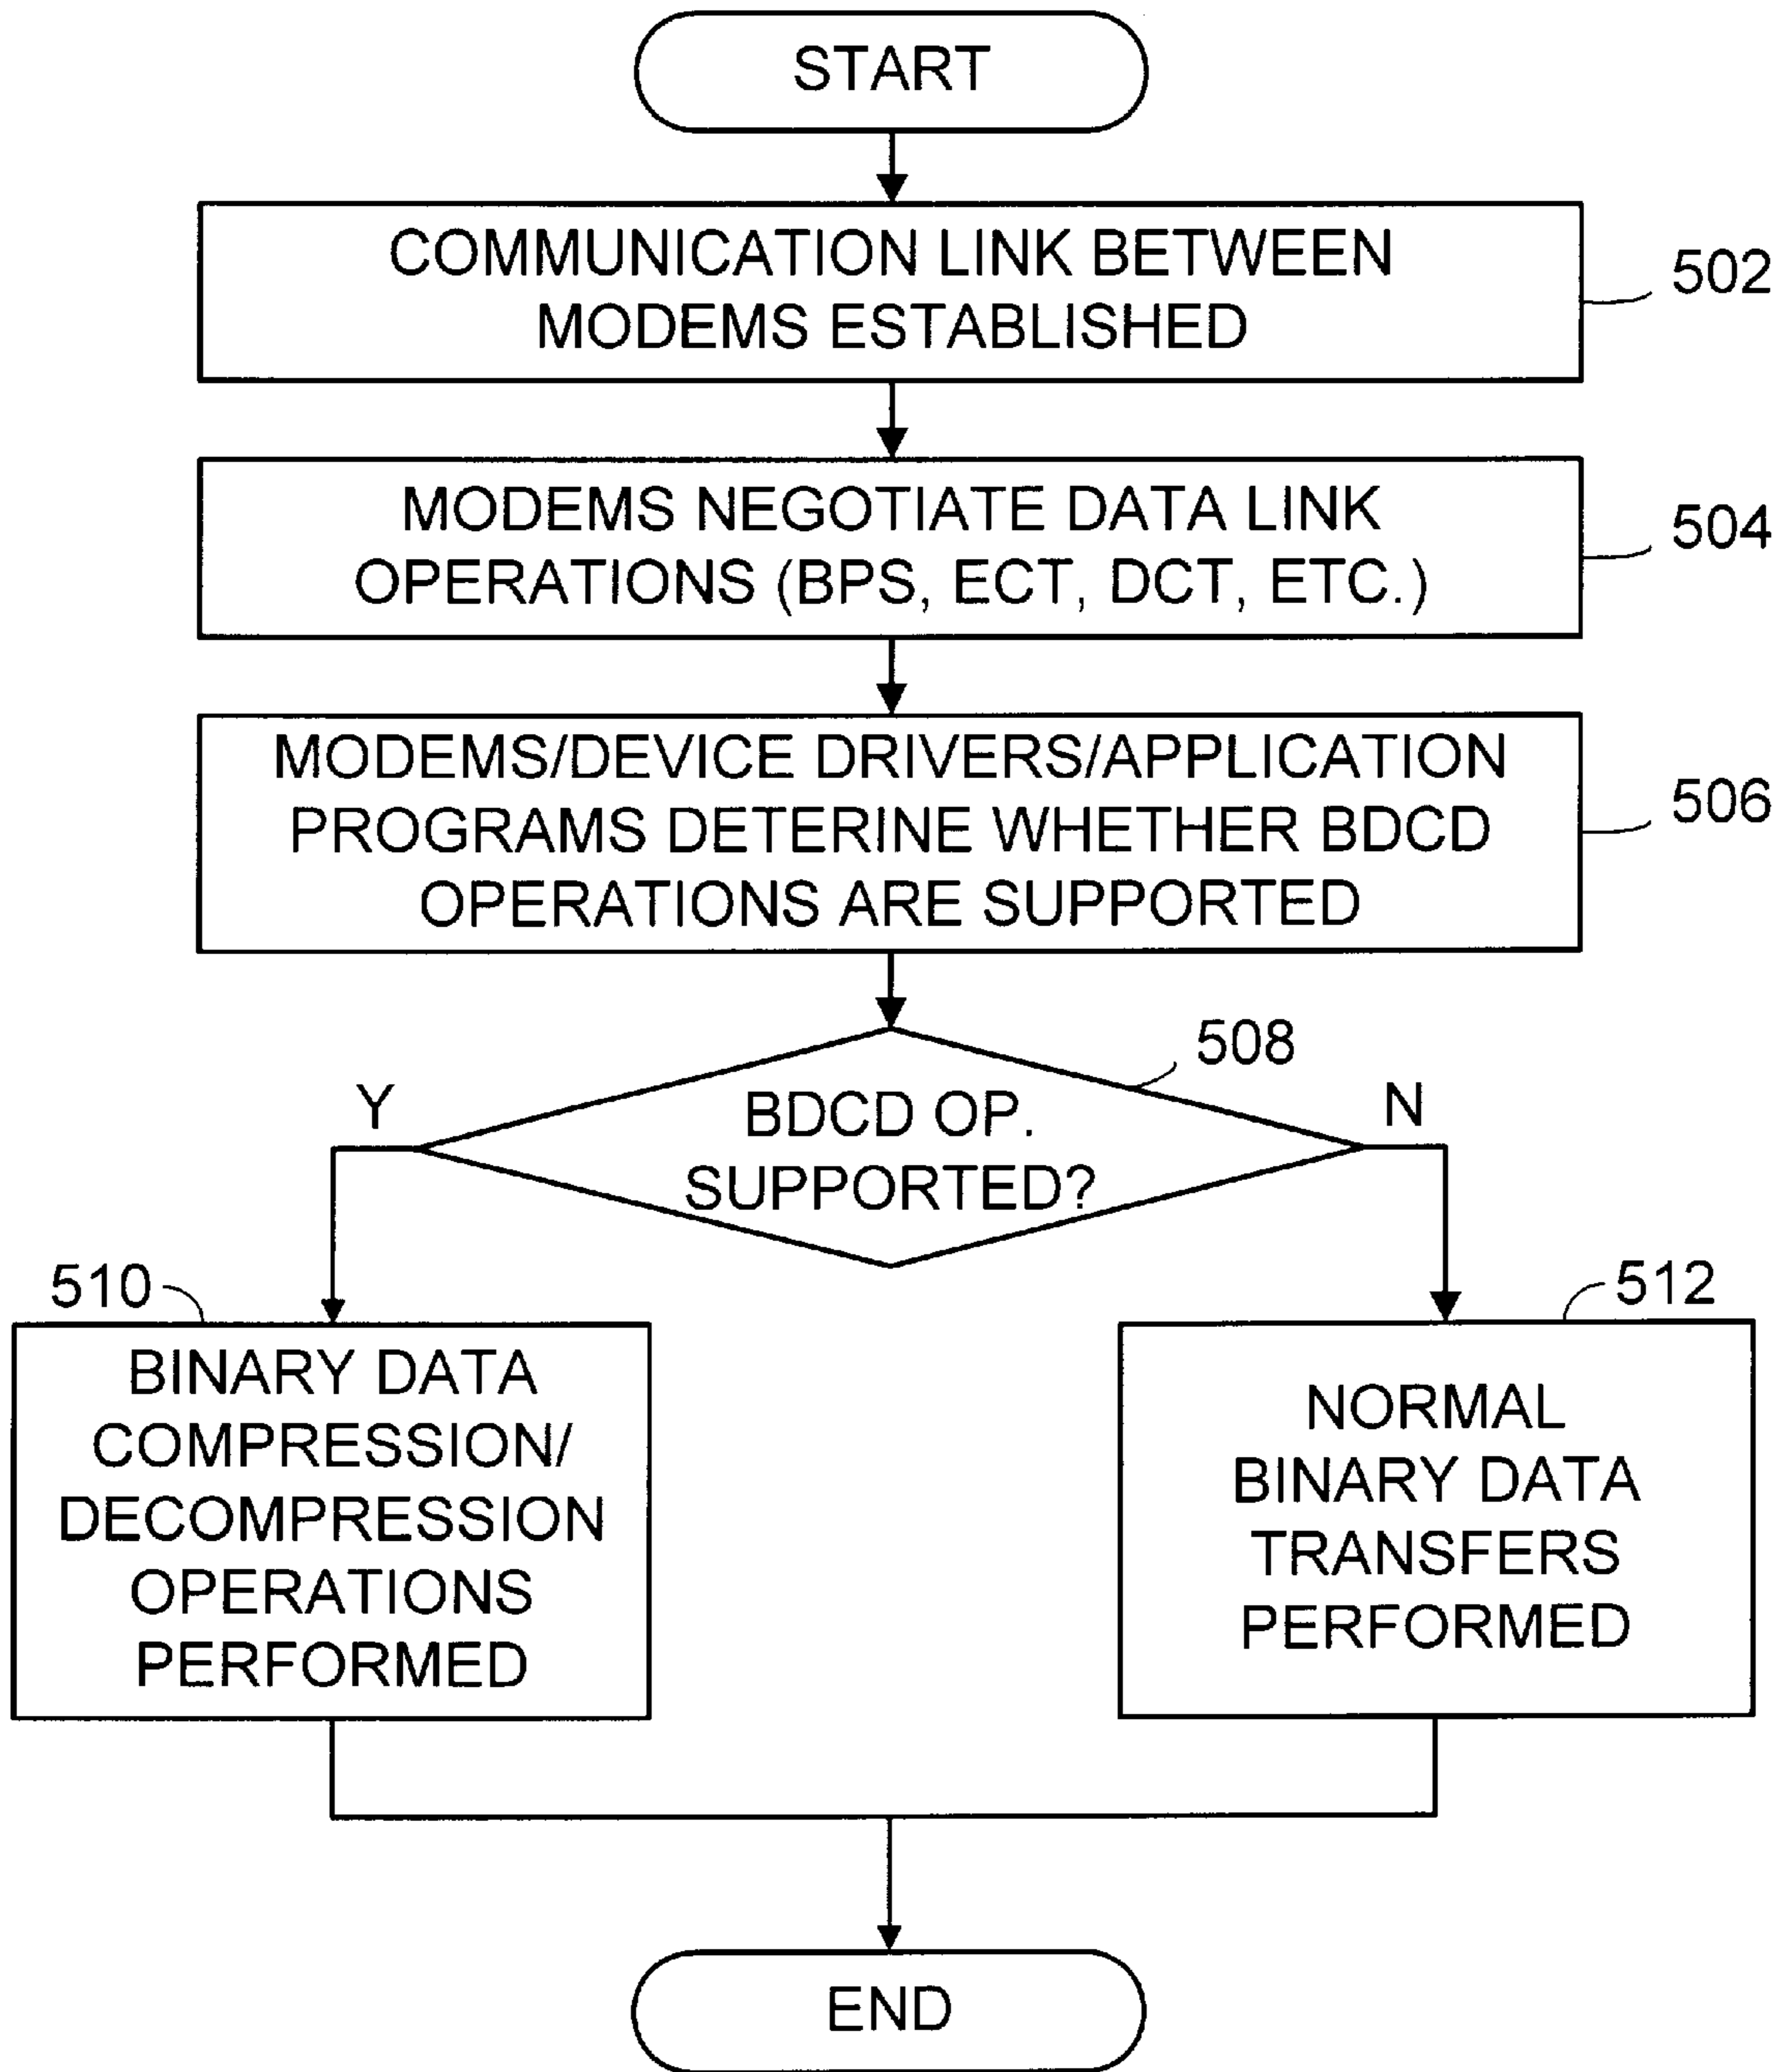 START
COMMUNICATION LINK BETWEEN
MODEMS ESTABLISHED
502
MODEMS NEGOTIATE DATA LINK
OPERATIONS (BPS, ECT, DCT, ETC.)
504
MODEMS/DEVICE DRIVERS/APPLICATION
PROGRAMS DETERINE WHETHER BDCD
OPERATIONS ARE SUPPORTED
506
508
Y
BDCD OP.
SUPPORTED?
N
510
BINARY DATA
COMPRESSION/
DECOMPRESSION
OPERATIONS
PERFORMED
512
NORMAL
BINARY DATA
TRANSFERS
PERFORMED
END